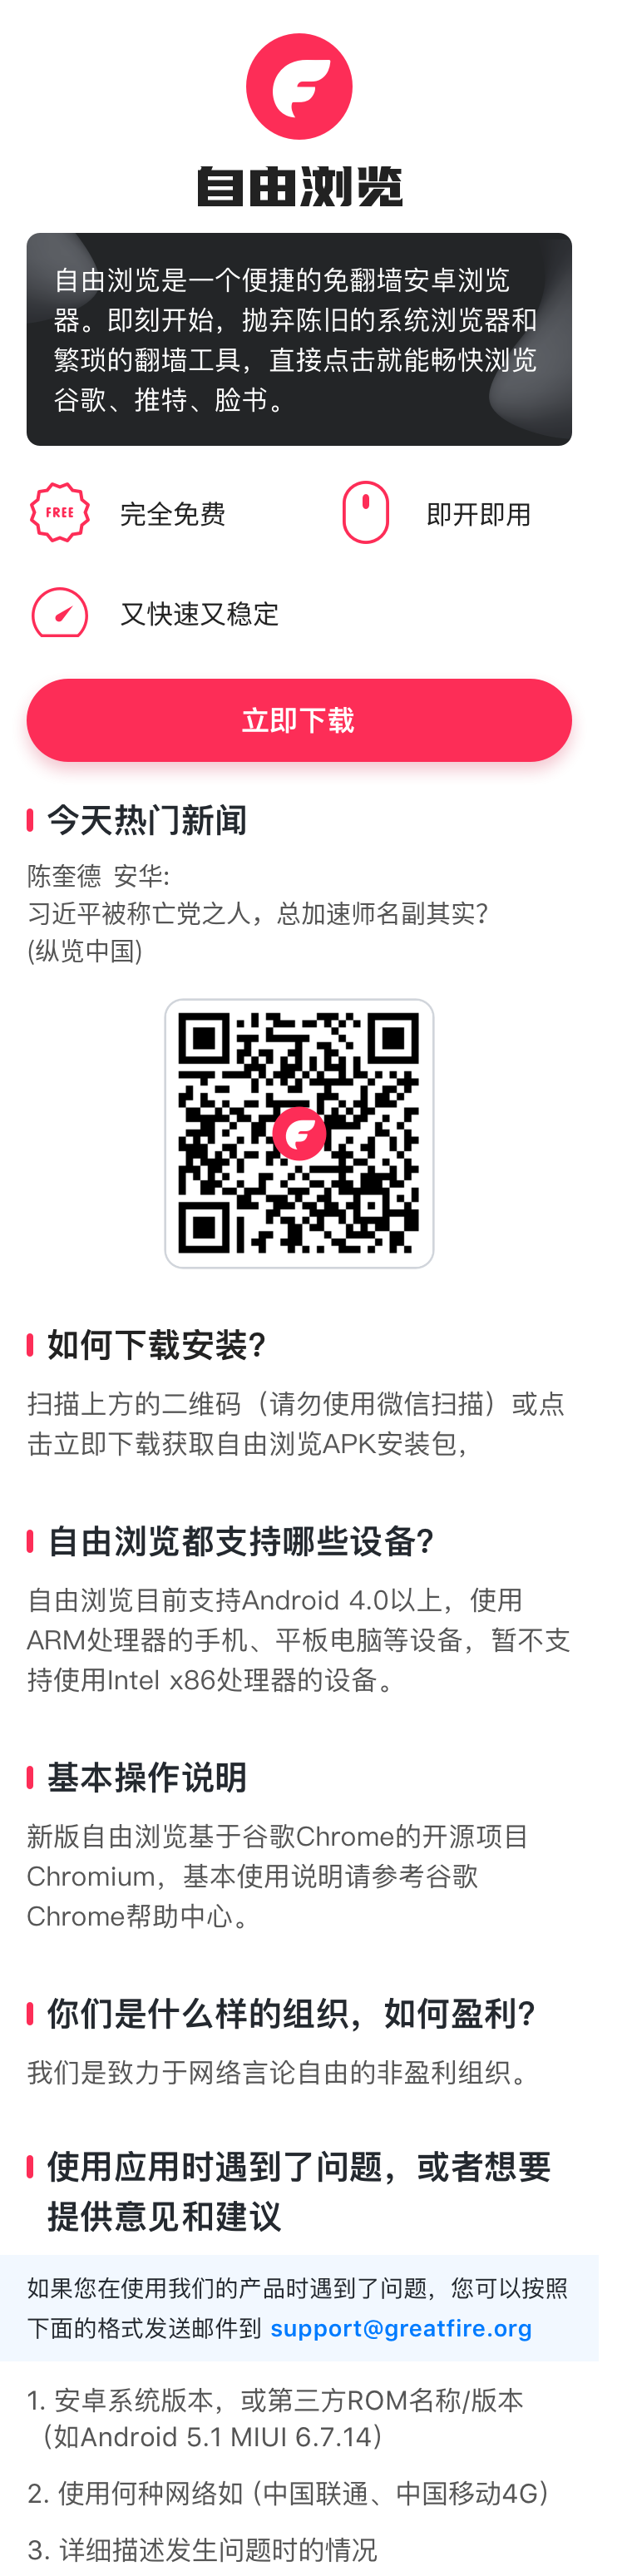 自由浏览
自由浏览是一个便捷的免翻墙安卓浏览
器。即刻开始，抛弃陈旧的系统浏览器和
繁琐的翻墙工具，直接点击就能畅快浏览
谷歌、推特、脸书。
FREE 完全免费 即开即用
又快速又稳定
立即下载
今天热门新闻
陈奎德 安华:
习近平被称亡党之人，总加速师名副其实？
(纵览中国)
如何下载安装?
扫描上方的二维码（请勿使用微信扫描）或点
击立即下载获取自由浏览APK安装包，
自由浏览都支持哪些设备?
自由浏览目前支持Android 4.0以上，使用
ARM处理器的手机、平板电脑等设备，暂不支
持使用Intel x86处理器的设备。
基本操作说明
新版自由浏览基于谷歌Chrome的开源项目
Chromium，基本使用说明请参考谷歌
Chrome帮助中心。
你们是什么样的组织，如何盈利?
我们是致力于网络言论自由的非盈利组织。
使用应用时遇到了问题，或者想要
提供意见和建议
如果您在使用我们的产品时遇到了问题，您可以按照
下面的格式发送邮件到 support@greatfire.org
1. 安卓系统版本，或第三方ROM名称/版本
（如Android 5.1 MIUI 6.7.14）
2. 使用何种网络如 (中国联通、中国移动4G）
3. 详细描述发生问题时的情况